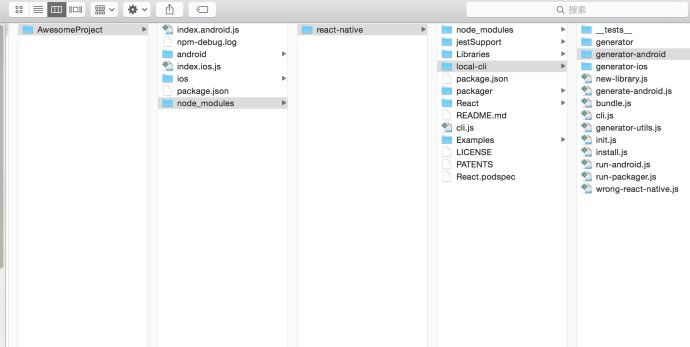 搜索
AwesomeProject
index.android.js
npm-debug.log
android
index.ios.js
ios
package.json
node_modules
react-native
node_modules
jestSupport
Libraries
local-cli
package.json
packager
React
README.md
cli.js
Examples
LICENSE
PATENTS
React.podspec
__tests__
generator
generator-android
generator-ios
new-library.js
generate-android.js
bundle.js
cli.js
generator-utils.js
init.js
install.js
run-android.js
run-packager.js
wrong-react-native.js